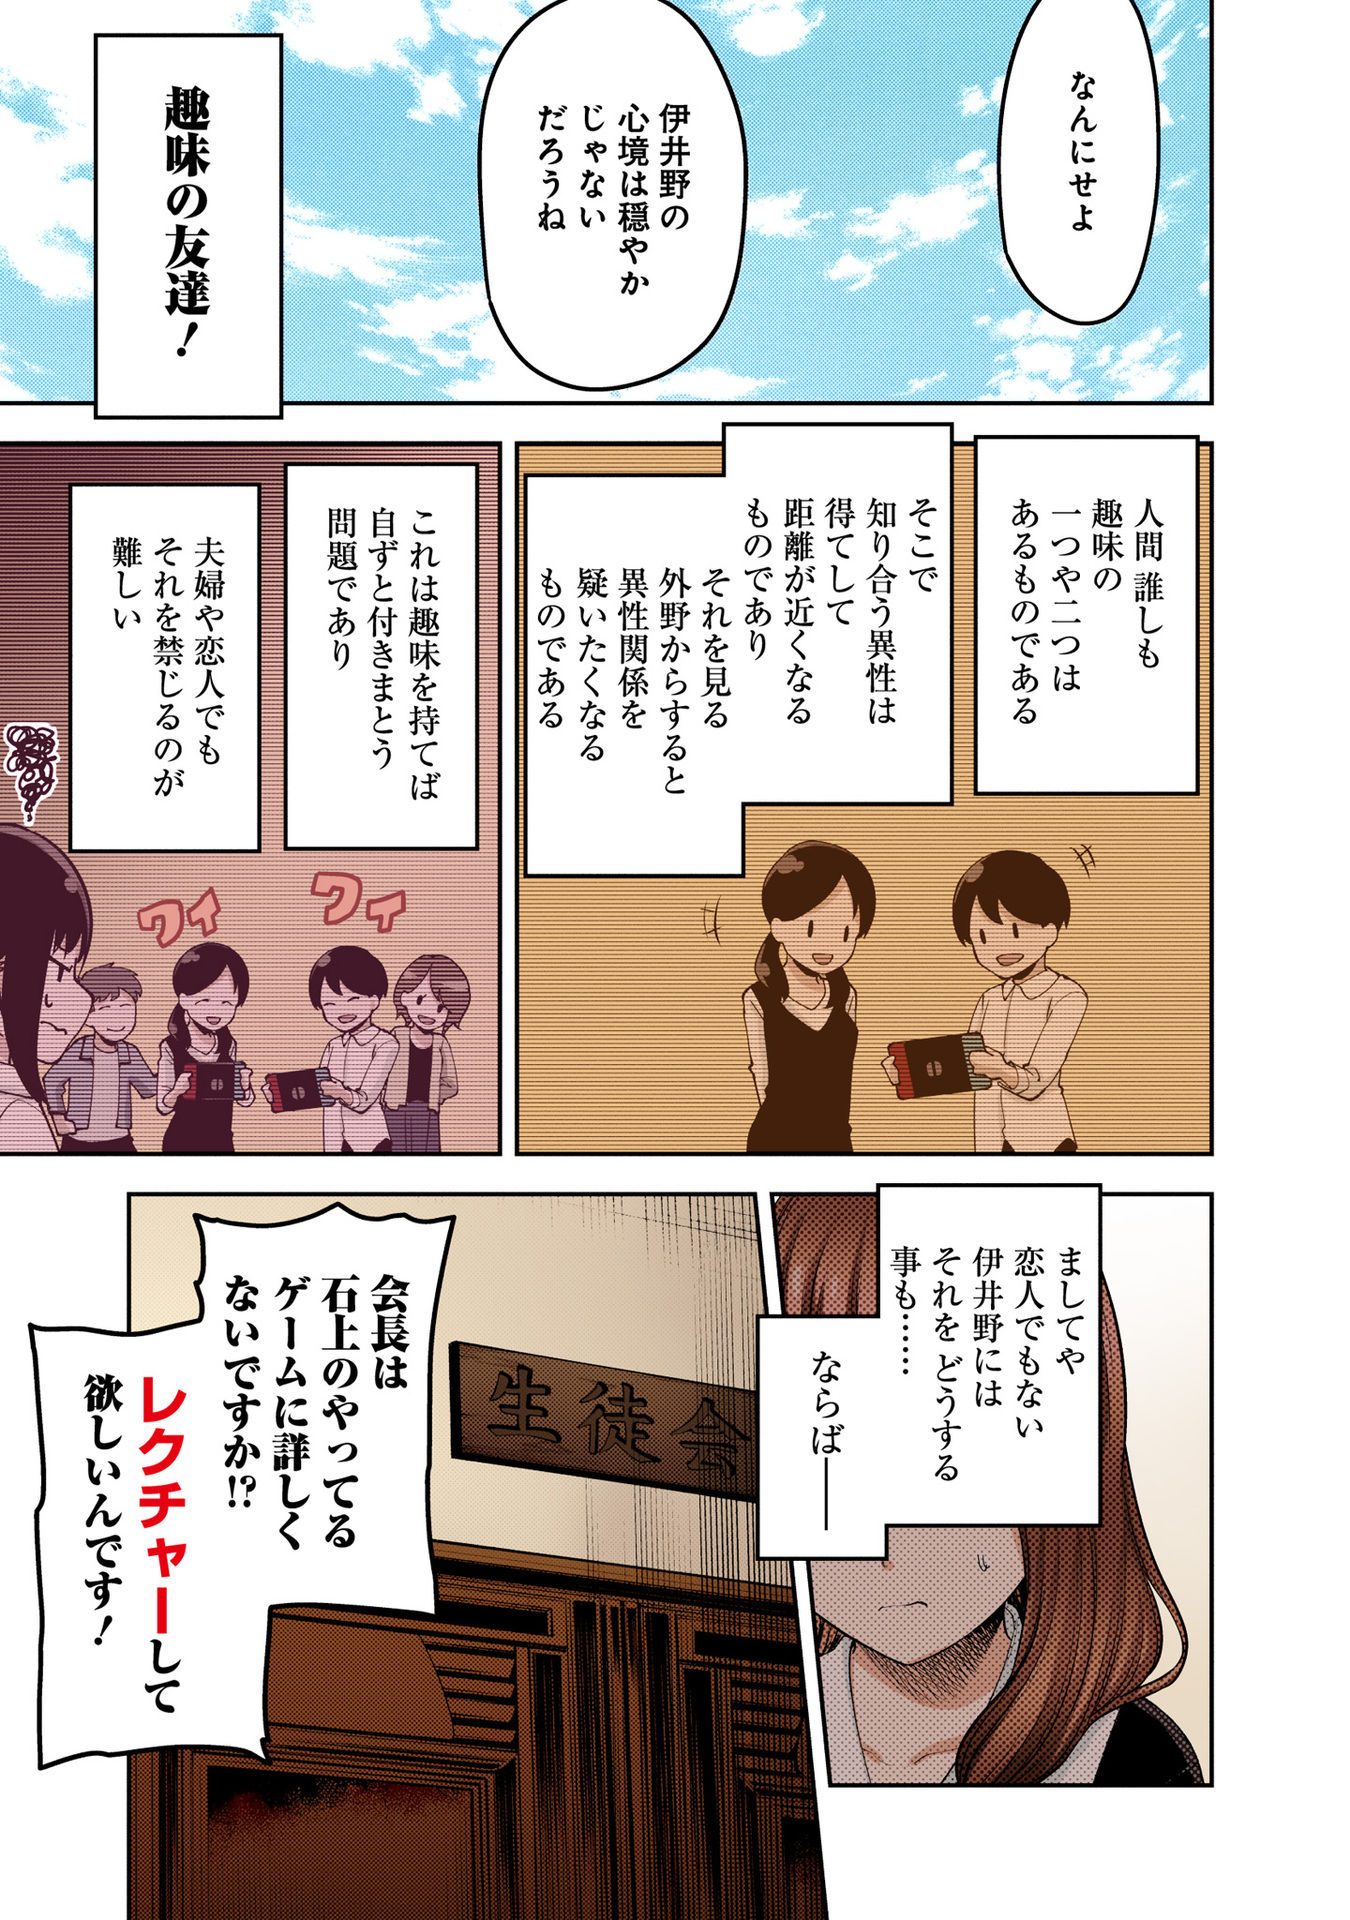 なんにせよ
伊井野の
心境は穏やか
じゃない
だろうね
趣味の友達！
人間 誰しも
趣味の
一つや二つは
あるものである
そこで
知り合う異性は
得てして
距離が近くなる
ものであり
それを見る
外野からすると
異性関係を
疑いたくなる
ものである
これは趣味を持てば
自ずと付きまとう
問題であり
夫婦や恋人でも
それを禁じるのが
難しい
ワイ
ワイ
ましてや
恋人でもない
伊井野には
それを どうする
事も……
ならば――
生徒会
会長は
石上のやってる
ゲームに詳しく
ないですか!?
レクチャーして
欲しいんです！